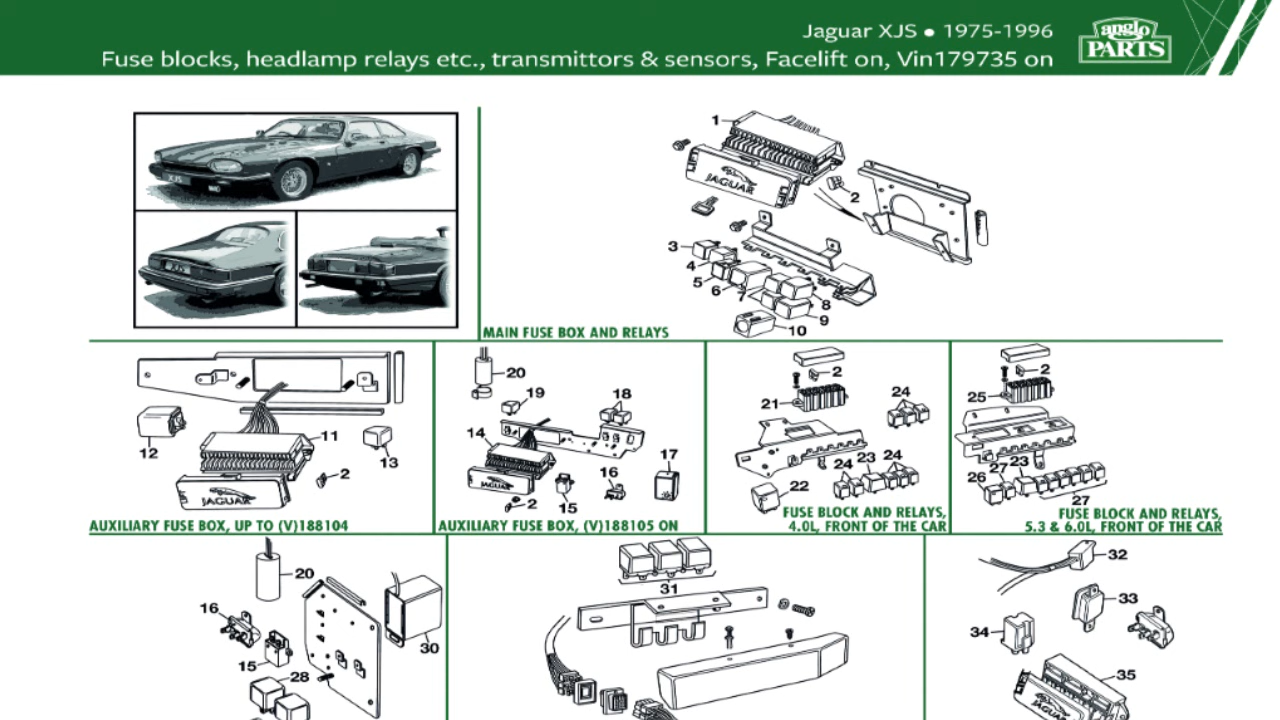 Jaguar XJS • 1975-1996
Fuse blocks, headlamp relays etc., transmittors & sensors, Facelift on, Vin179735 on
anglo
PARTS
XJS
1
JAGUAR
2
3
4
5
6
7
8
9
10
MAIN FUSE BOX AND RELAYS
11
12
13
2
JAGUAR
AUXILIARY FUSE BOX, UP TO (V)188104
20
19
18
14
17
16
15
2
JAGUAR
AUXILIARY FUSE BOX, (V)188105 ON
2
21
24
24
23
24
22
FUSE BLOCK AND RELAYS,
4.0L, FRONT OF THE CAR
2
25
26
27
23
27
FUSE BLOCK AND RELAYS,
5.3 & 6.0L, FRONT OF THE CAR
20
16
15
28
30
31
32
33
34
35
JAGUAR